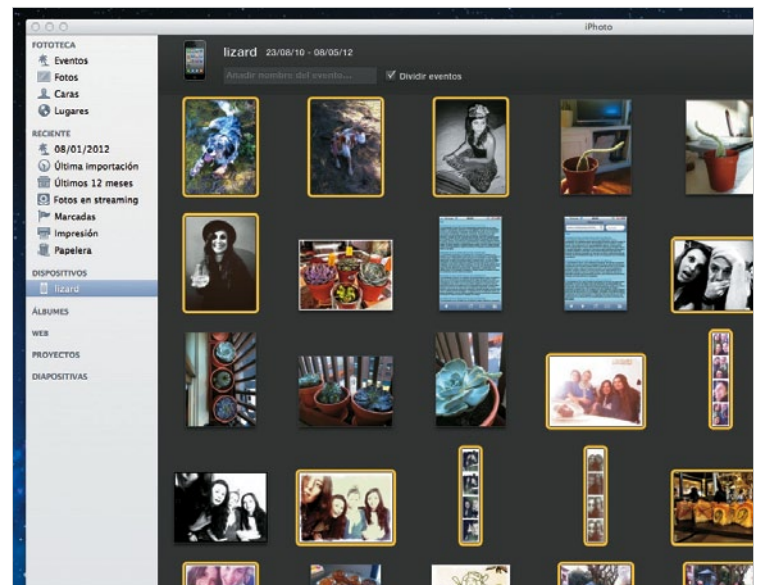 iPhoto
FOTOTECA
Eventos
Fotos
Caras
Lugares
RECIENTE
08/01/2012
Última importación
Últimos 12 meses
Fotos en streaming
Marcadas
Impresión
Papelera
DISPOSITIVOS
lizard
ÁLBUMES
WEB
PROYECTOS
DIAPOSITIVAS
lizard 23/08/10 - 08/05/12
Añadir nombre del evento... Dividir eventos